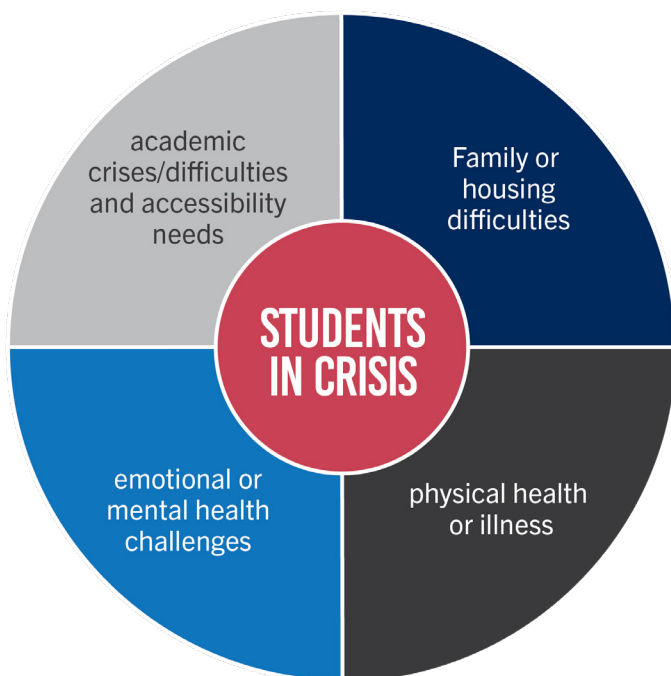 academic
crises/difficulties
and accessibility
needs
Family or
housing
difficulties
STUDENTS
IN CRISIS
emotional or
mental health
challenges
physical health
or illness